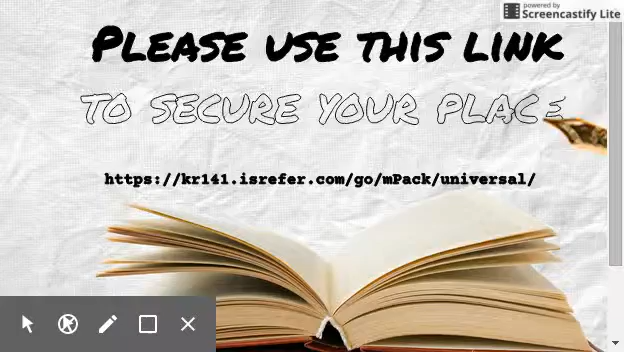 powered by
Screencastify Lite
PLEASE USE THIS LINK
TO SECURE YOUR PLACE
https://kr141.isrefer.com/go/mPack/universal/